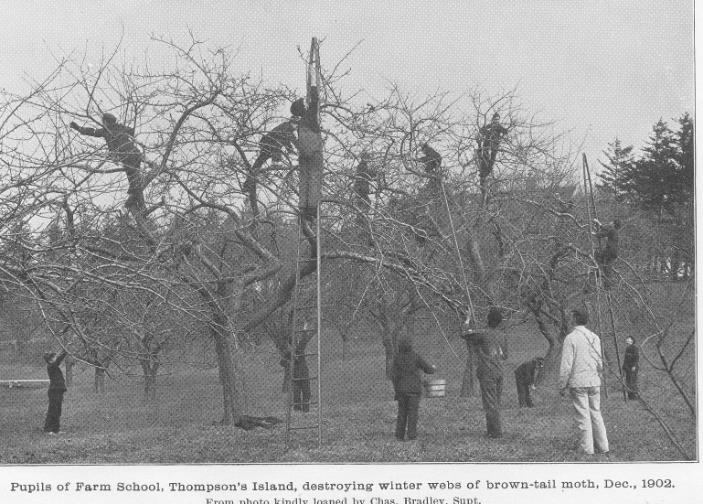 Pupils of Farm School, Thompson's Island, destroying winter webs of brown-tail moth, Dec., 1902.
From photo kindly loaned by Chas. Bradley, Supt.